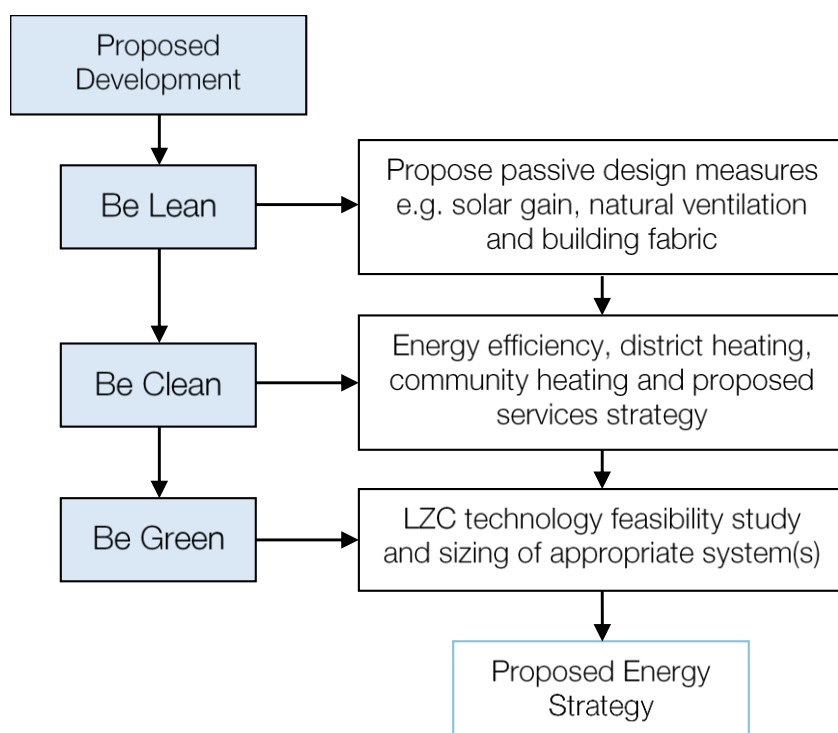 Proposed
Development
Be Lean
Propose passive design measures
e.g. solar gain, natural ventilation
and building fabric
Be Clean
Energy efficiency, district heating,
community heating and proposed
services strategy
Be Green
LZC technology feasibility study
and sizing of appropriate system(s)
Proposed Energy
Strategy